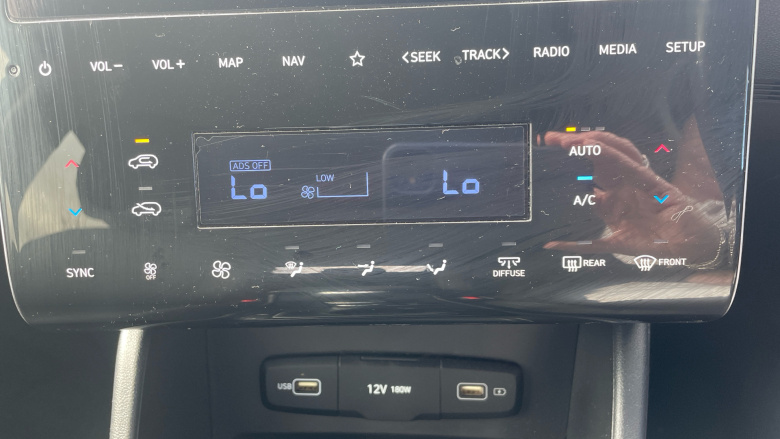 VOL− VOL+ MAP NAV <SEEK TRACK> RADIO MEDIA SETUP
AUTO
ADS OFF
LOW
Lo Lo
A/C
SYNC OFF DIFFUSE REAR FRONT
USB 12V 180W